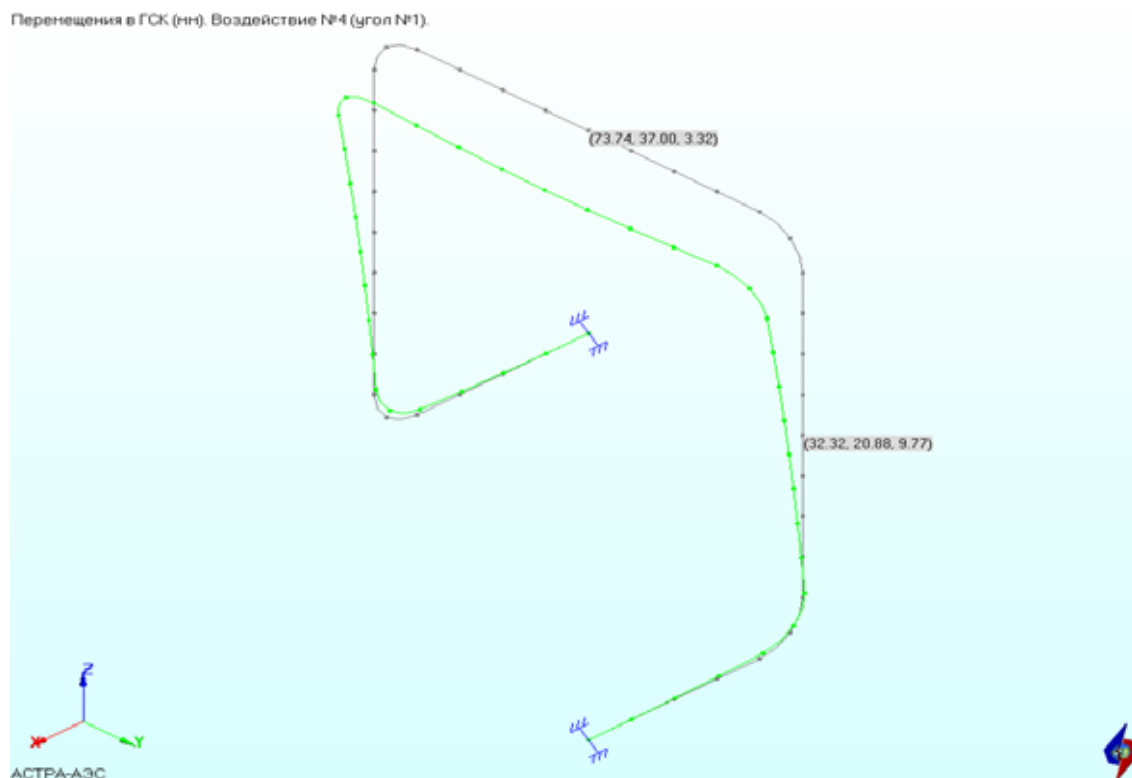 Перемещения в ГСК (мм). Воздействие №4 (угол №1).
(73.74, 37.00, 3.32)
(32.32, 20.88, 9.77)
Z
X
Y
АСТРА-АЭС